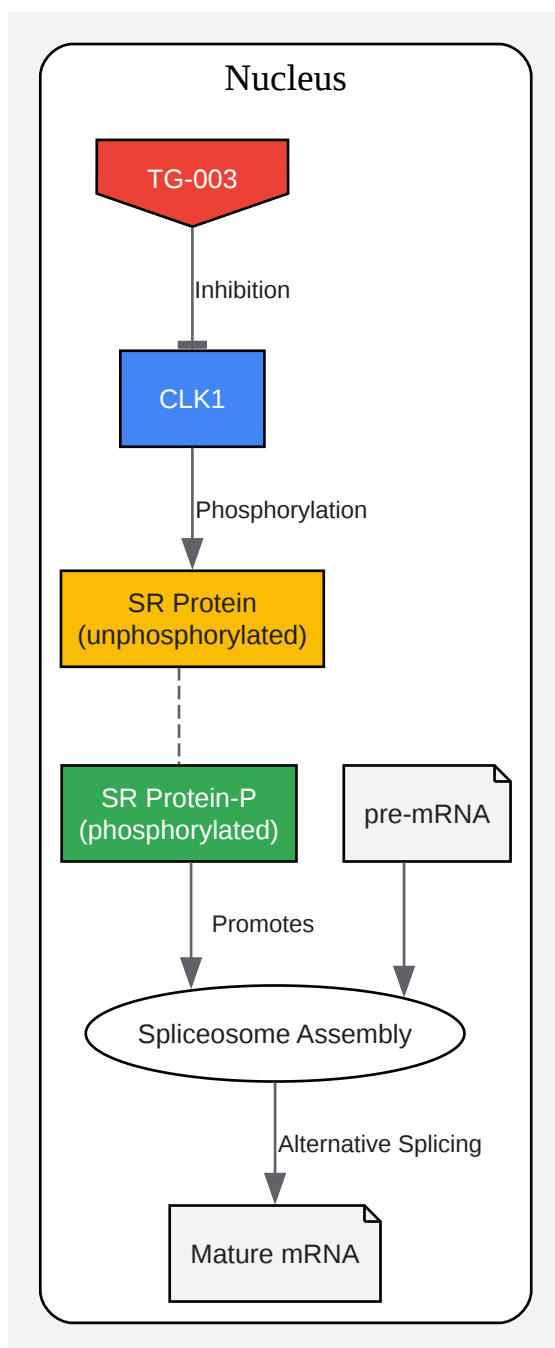 Nucleus
TG-003
Inhibition
CLK1
Phosphorylation
SR Protein
(unphosphorylated)
SR Protein-P
(phosphorylated)
pre-mRNA
Promotes
Spliceosome Assembly
Alternative Splicing
Mature mRNA